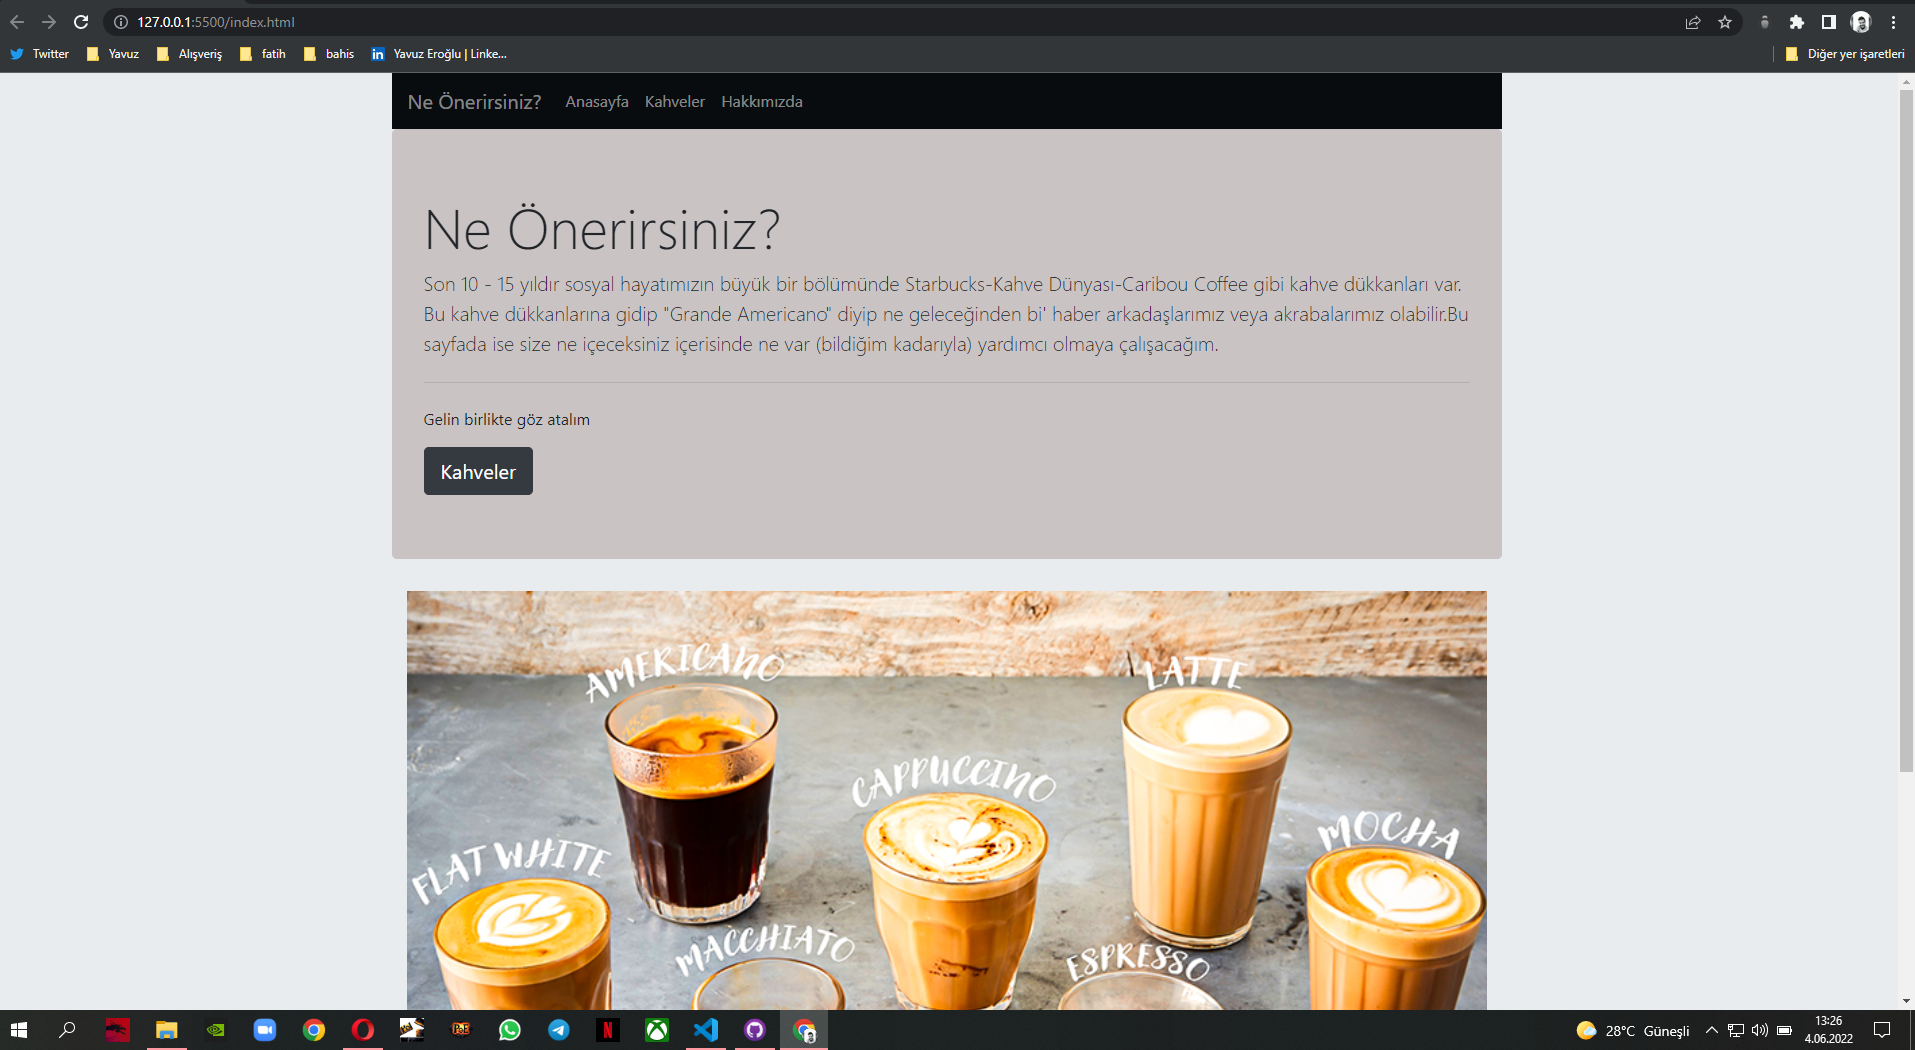 127.0.0.1:5500/index.html
Twitter Yavuz Alışveriş fatih bahis Yavuz Eroğlu | Linke... Diğer yer işaretleri
Ne Önerirsiniz? Anasayfa Kahveler Hakkımızda
Ne Önerirsiniz?
Son 10 - 15 yıldır sosyal hayatımızın büyük bir bölümünde Starbucks-Kahve Dünyası-Caribou Coffee gibi kahve dükkanları var.
Bu kahve dükkanlarına gidip "Grande Americano" diyip ne geleceğinden bi' haber arkadaşlarımız veya akrabalarımız olabilir.Bu
sayfada ise size ne içeceksiniz içerisinde ne var (bildiğim kadarıyla) yardımcı olmaya çalışacağım.
Gelin birlikte göz atalım
Kahveler
AMERICANO
LATTE
CAPPUCCINO
MOCHA
FLAT WHITE
MACCHIATO
ESPRESSO
28°C Güneşli
13:26
4.06.2022